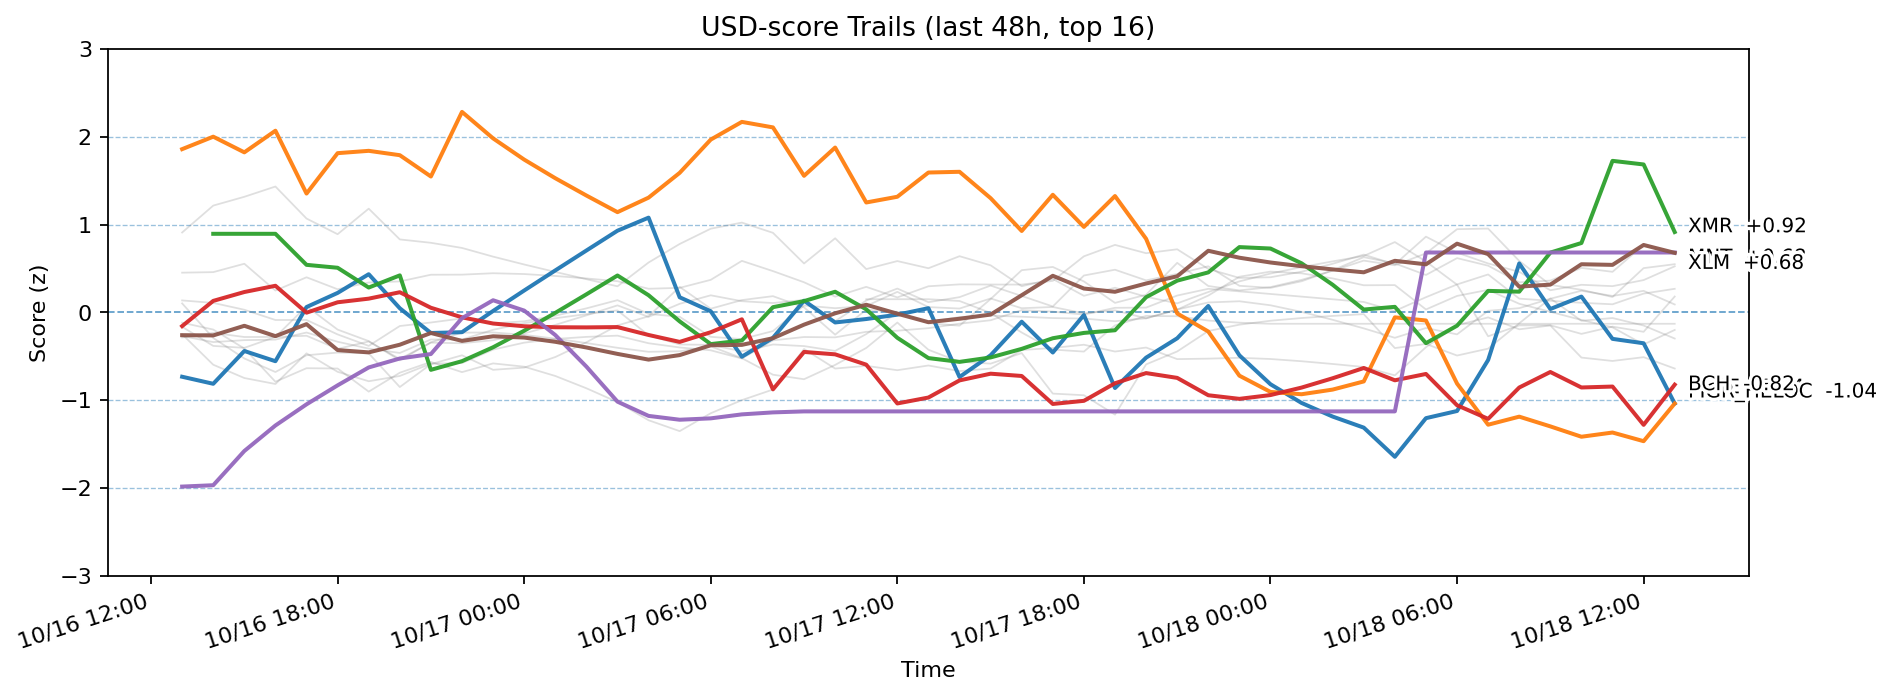 USD-score Trails (last 48h, top 16)
Score (z)
3
2
1
0
−1
−2
−3
XMR +0.92
XLM +0.68
BCH -0.82
-1.04
10/16 12:00
10/16 18:00
10/17 00:00
10/17 06:00
10/17 12:00
10/17 18:00
10/18 00:00
10/18 06:00
10/18 12:00
Time